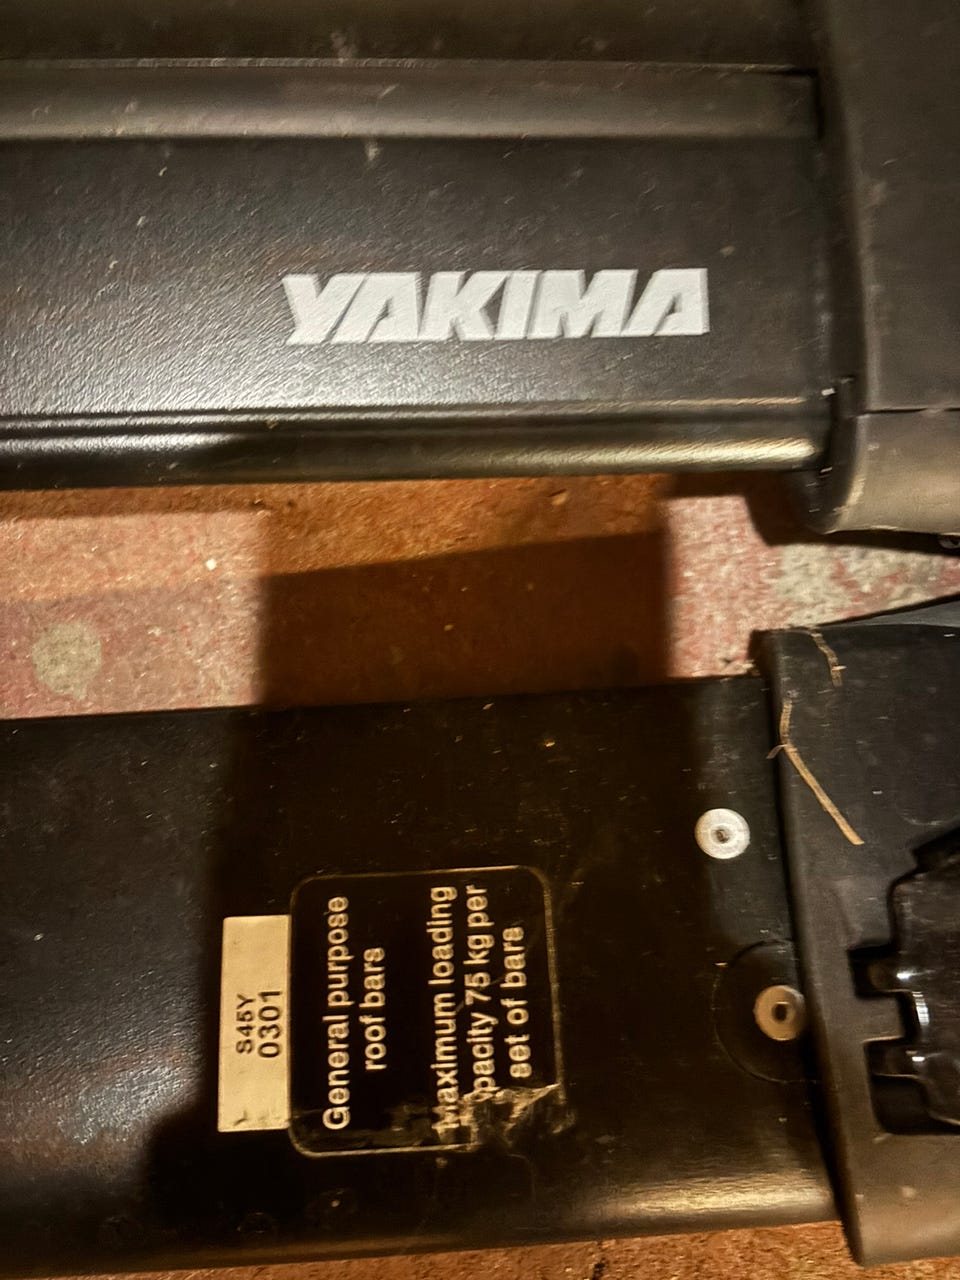 YAKIMA
S45Y
0301
General purpose
roof bars
Maximum loading
pacity 75 kg per
set of bars